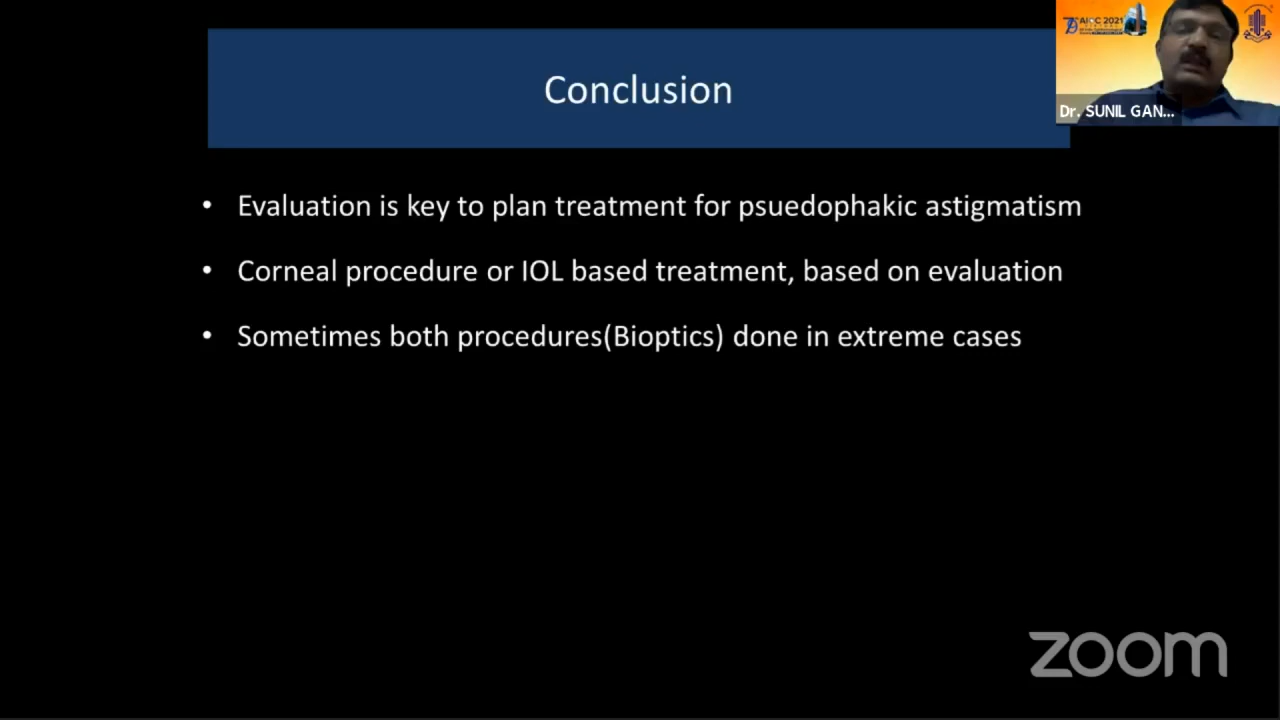 AIOC 2021
Dr. SUNIL GAN...
Conclusion
• Evaluation is key to plan treatment for psuedophakic astigmatism
• Corneal procedure or IOL based treatment, based on evaluation
• Sometimes both procedures(Bioptics) done in extreme cases
zoom